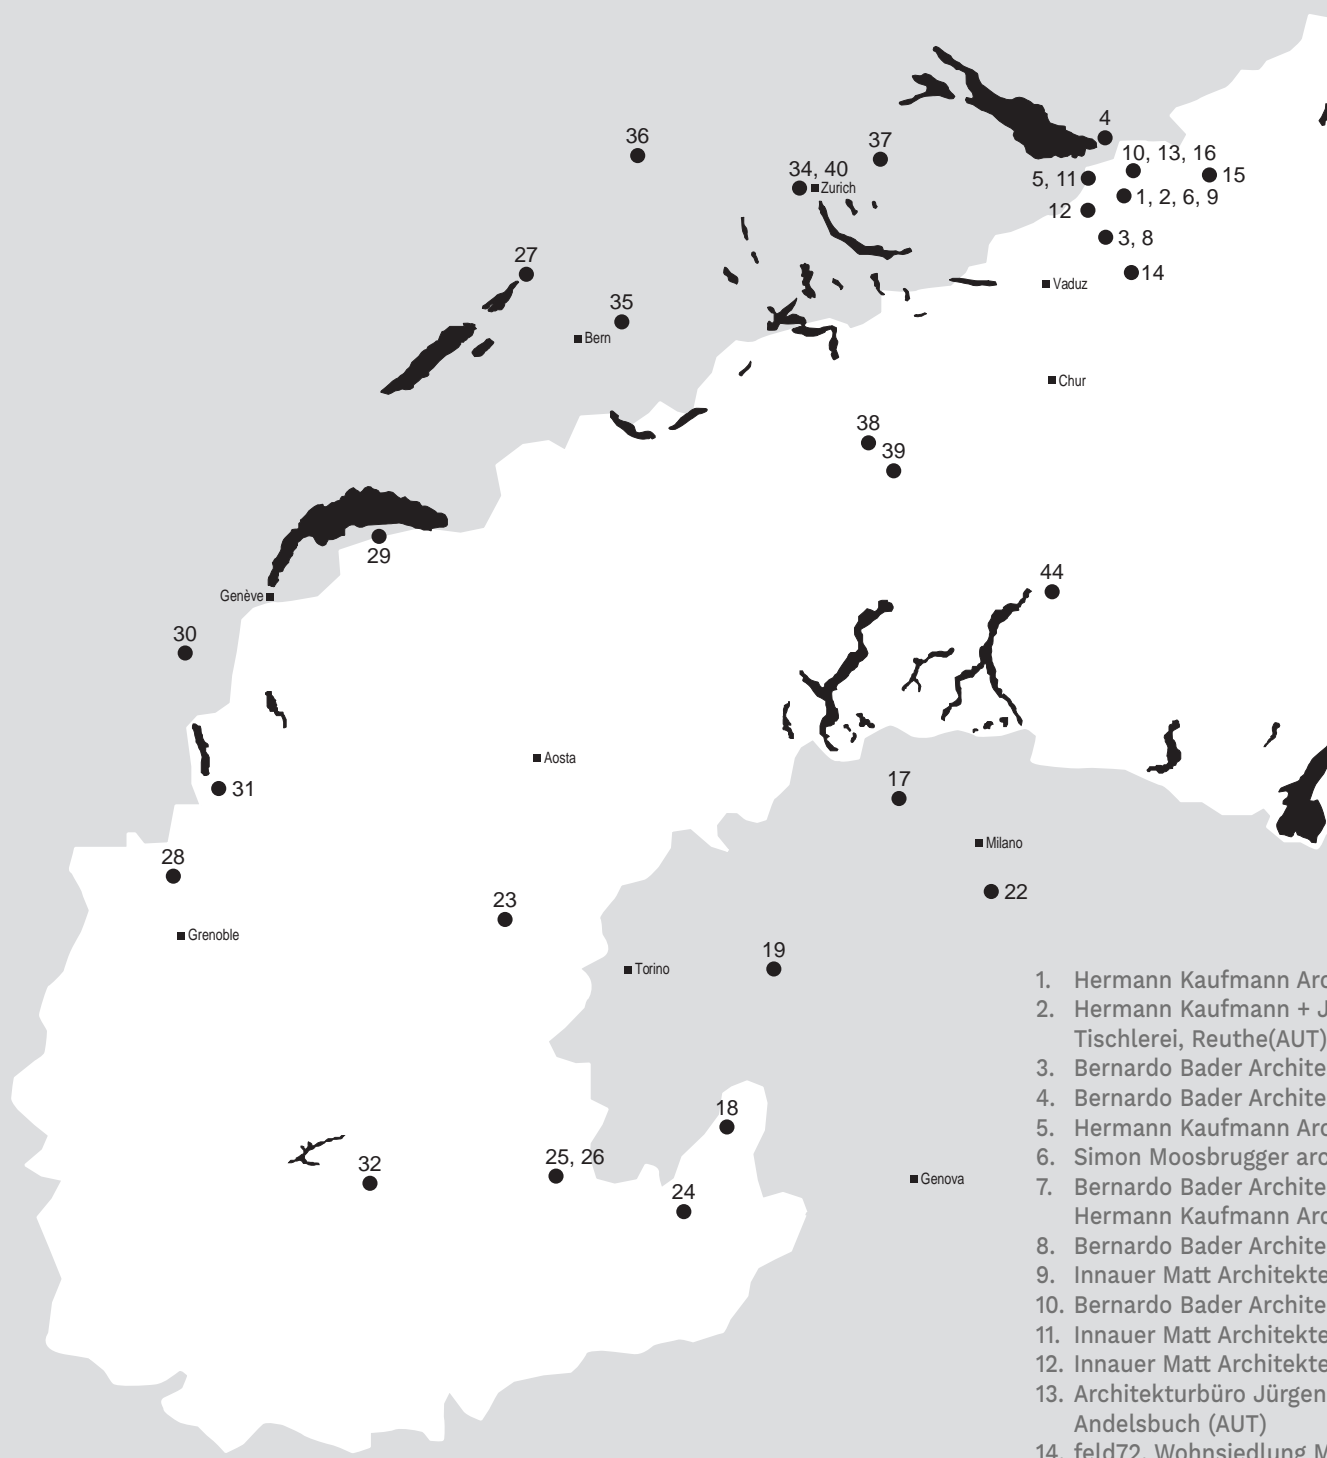 4
36
37
10, 13, 16
34, 40
Zurich
5, 11
15
1, 2, 6, 9
12
3, 8
27
14
Vaduz
35
Bern
Chur
38
39
29
44
Genève
30
Aosta
17
31
Milano
28
22
23
Grenoble
19
Torino
18
25, 26
32
24
Genova
1. Hermann Kaufmann Arc
2. Hermann Kaufmann + J
Tischlerei, Reuthe(AUT)
3. Bernardo Bader Archite
4. Bernardo Bader Archite
5. Hermann Kaufmann Arc
6. Simon Moosbrugger arc
7. Bernardo Bader Archite
Hermann Kaufmann Arc
8. Bernardo Bader Archite
9. Innauer Matt Architekte
10. Bernardo Bader Archite
11. Innauer Matt Architekte
12. Innauer Matt Architekte
13. Architekturbüro Jürgen
Andelsbuch (AUT)
14. feld72, Wohnsiedlung M